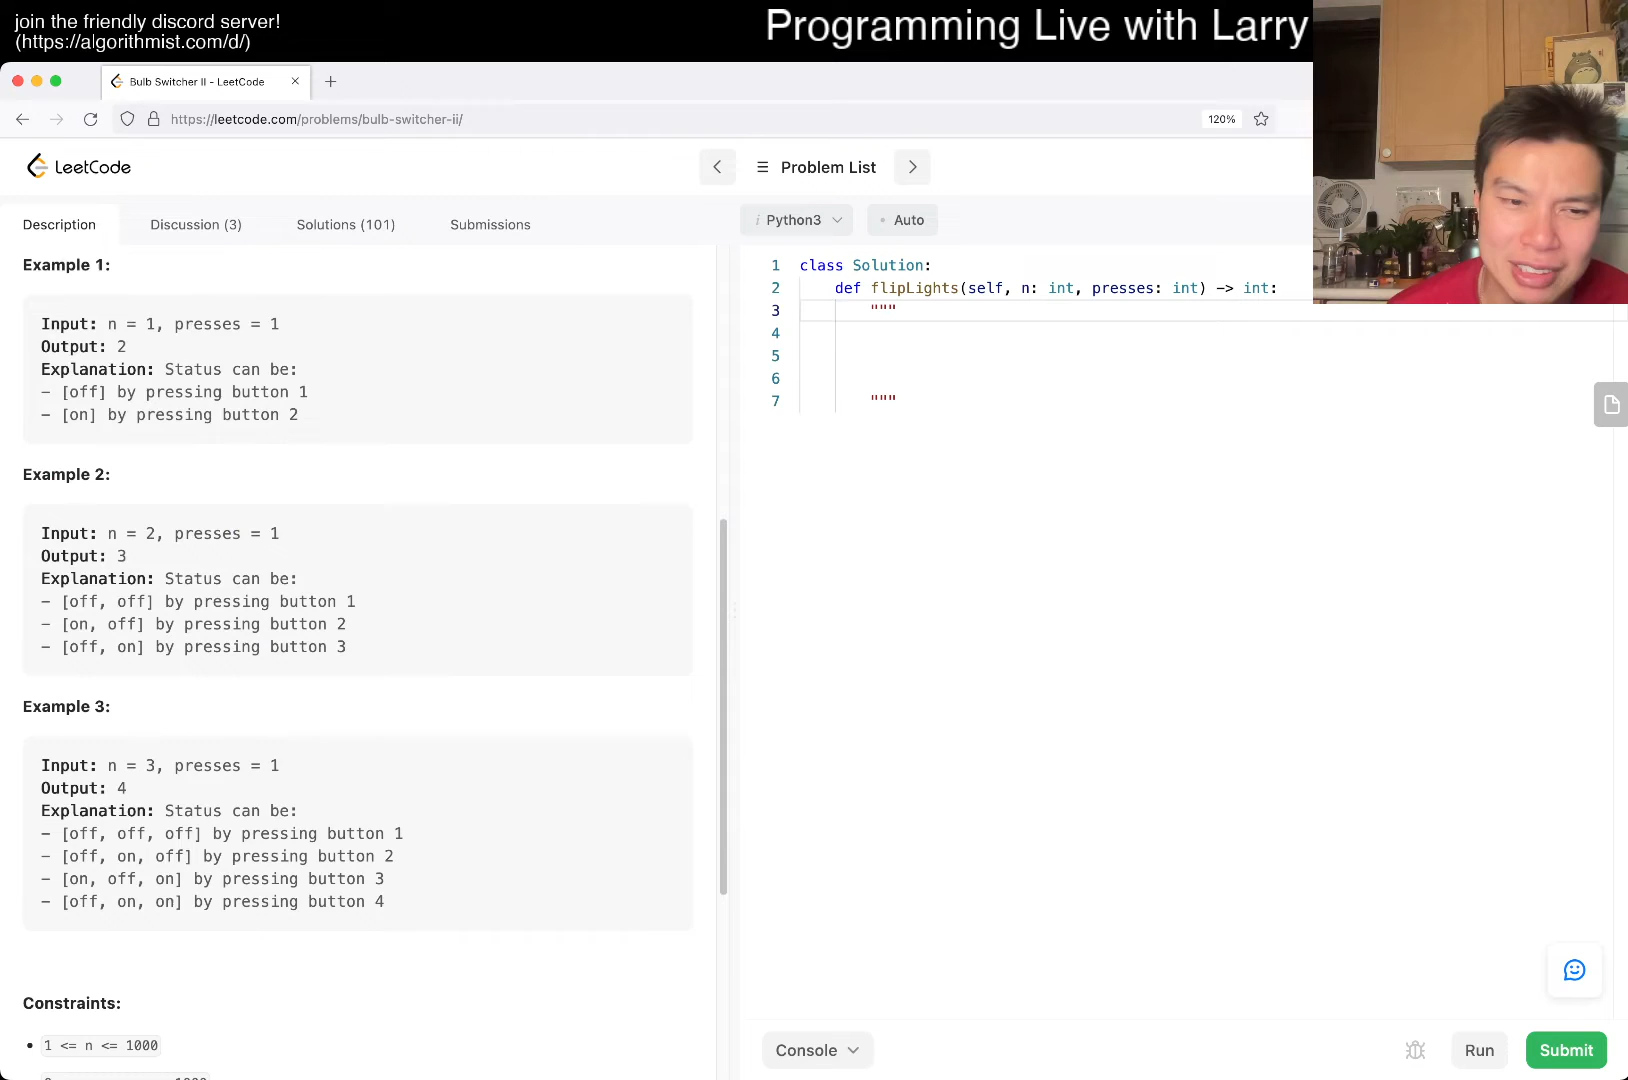 join the friendly discord server!
(https://algorithmist.com/d/)
Programming Live with Larry
Bulb Switcher II - LeetCode
https://leetcode.com/problems/bulb-switcher-ii/
120%
LeetCode
Problem List
Description
Discussion (3)
Solutions (101)
Submissions
i Python3
Auto
Example 1:
Input: n = 1, presses = 1
Output: 2
Explanation: Status can be:
- [off] by pressing button 1
- [on] by pressing button 2
Example 2:
Input: n = 2, presses = 1
Output: 3
Explanation: Status can be:
- [off, off] by pressing button 1
- [on, off] by pressing button 2
- [off, on] by pressing button 3
Example 3:
Input: n = 3, presses = 1
Output: 4
Explanation: Status can be:
- [off, off, off] by pressing button 1
- [off, on, off] by pressing button 2
- [on, off, on] by pressing button 3
- [off, on, on] by pressing button 4
Constraints:
1 <= n <= 1000
1 class Solution:
2 def flipLights(self, n: int, presses: int) -> int:
3 """
4
5
6
7 """
Console
Run
Submit